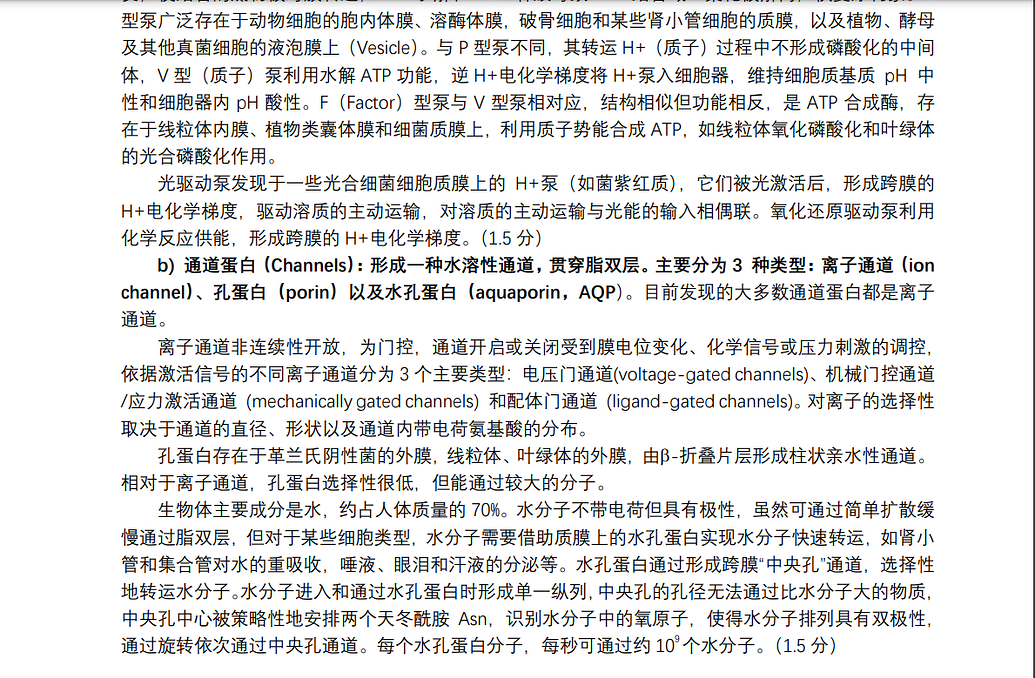 型泵广泛存在于动物细胞的胞内体膜、溶酶体膜，破骨细胞和某些肾小管细胞的质膜，以及植物、酵母
及其他真菌细胞的液泡膜上（Vesicle）。与 P 型泵不同，其转运 H+（质子）过程中不形成磷酸化的中间
体，V 型（质子）泵利用水解 ATP 功能，逆 H+电化学梯度将 H+泵入细胞器，维持细胞质基质 pH 中
性和细胞器内 pH 酸性。F（Factor）型泵与 V 型泵相对应，结构相似但功能相反，是 ATP 合成酶，存
在于线粒体内膜、植物类囊体膜和细菌质膜上，利用质子势能合成 ATP，如线粒体氧化磷酸化和叶绿体
的光合磷酸化作用。
光驱动泵发现于一些光合细菌细胞质膜上的 H+泵（如菌紫红质），它们被光激活后，形成跨膜的
H+电化学梯度，驱动溶质的主动运输，对溶质的主动运输与光能的输入相偶联。氧化还原驱动泵利用
化学反应供能，形成跨膜的 H+电化学梯度。（1.5 分）
b）通道蛋白（Channels）：形成一种水溶性通道，贯穿脂双层。主要分为 3 种类型：离子通道（ion
channel）、孔蛋白（porin）以及水孔蛋白（aquaporin，AQP）。目前发现的大多数通道蛋白都是离子
通道。
离子通道非连续性开放，为门控，通道开启或关闭受到膜电位变化、化学信号或压力刺激的调控，
依据激活信号的不同离子通道分为 3 个主要类型：电压门通道(voltage-gated channels)、机械门控通道
/应力激活通道 (mechanically gated channels) 和配体门通道 (ligand-gated channels)。对离子的选择性
取决于通道的直径、形状以及通道内带电荷氨基酸的分布。
孔蛋白存在于革兰氏阴性菌的外膜，线粒体、叶绿体的外膜，由β-折叠片层形成柱状亲水性通道。
相对于离子通道，孔蛋白选择性很低，但能通过较大的分子。
生物体主要成分是水，约占人体质量的 70%。水分子不带电荷但具有极性，虽然可通过简单扩散缓
慢通过脂双层，但对于某些细胞类型，水分子需要借助质膜上的水孔蛋白实现水分子快速转运，如肾小
管和集合管对水的重吸收，唾液、眼泪和汗液的分泌等。水孔蛋白通过形成跨膜“中央孔”通道，选择性
地转运水分子。水分子进入和通过水孔蛋白时形成单一纵列，中央孔的孔径无法通过比水分子大的物质，
中央孔中心被策略性地安排两个天冬酰胺 Asn，识别水分子中的氧原子，使得水分子排列具有双极性，
通过旋转依次通过中央孔通道。每个水孔蛋白分子，每秒可通过约 10⁹个水分子。（1.5 分）